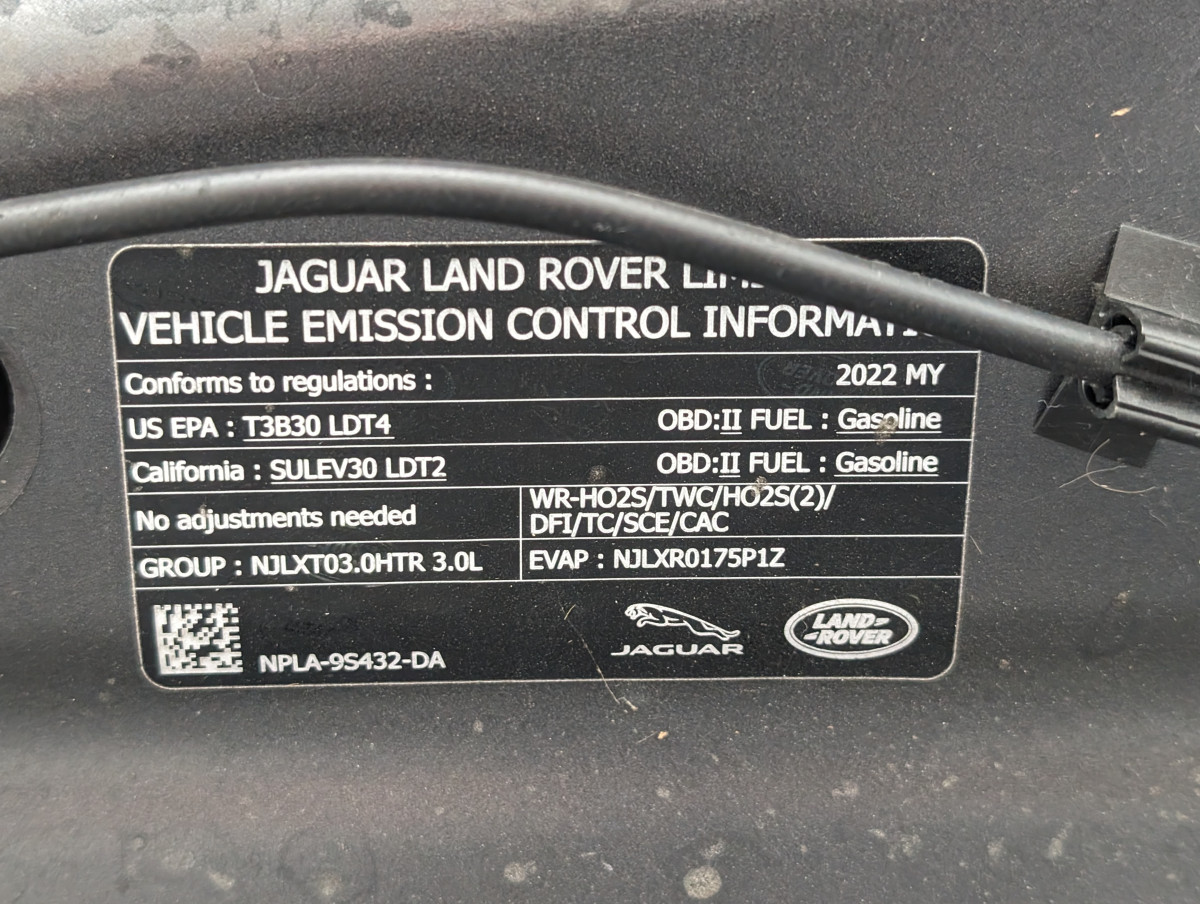 JAGUAR LAND ROVER
VEHICLE EMISSION CONTROL
Conforms to regulations : 2022 MY
US EPA : T3B30 LDT4 OBD:II FUEL : Gasoline
California : SULEV30 LDT2 OBD:II FUEL : Gasoline
No adjustments needed
WR-HO2S/TWC/HO2S(2)/
DFI/TC/SCE/CAC
GROUP : NJLXT03.0HTR 3.0L
EVAP : NJLXR0175P1Z
NPLA-9S432-DA
JAGUAR
LAND-
ROVER